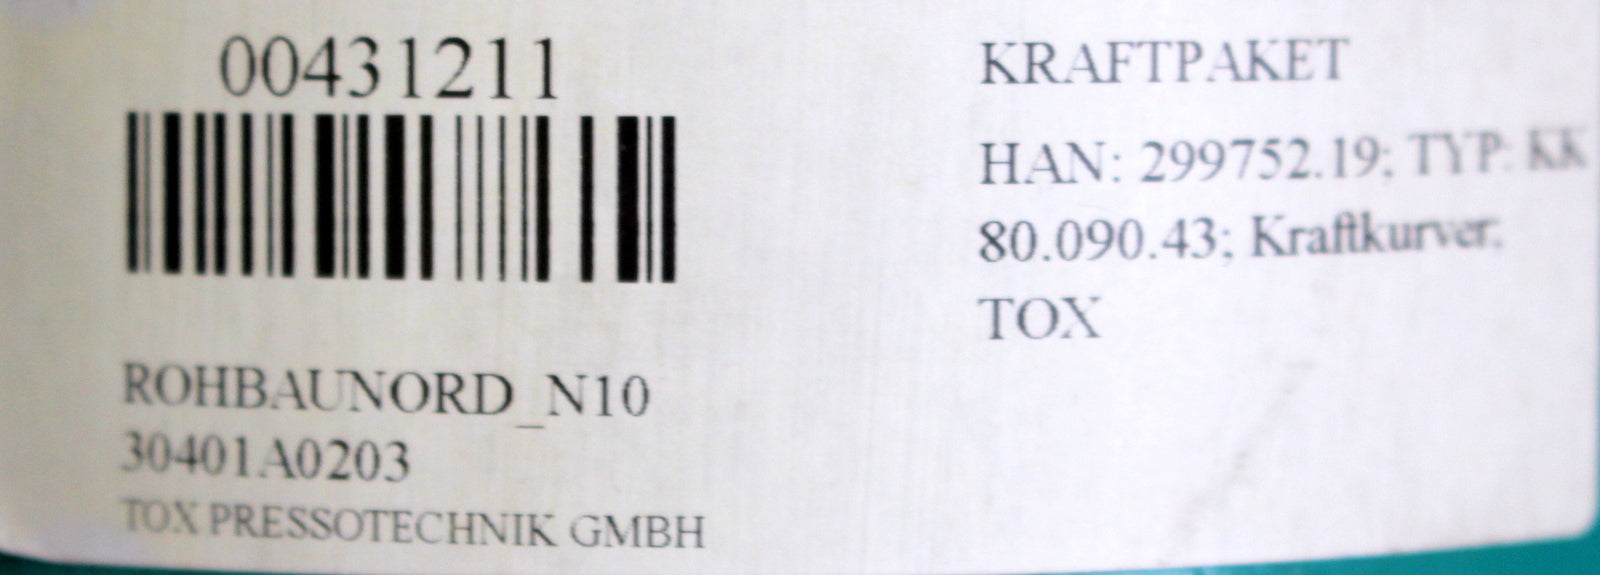 00431211
ROHBAUNORD_N10
30401A0203
TOX PRESSOTECHNIK GMBH
KRAFTPAKET
HAN: 299752.19; TYP: KK
80.090.43; Kraftkurver;
TOX